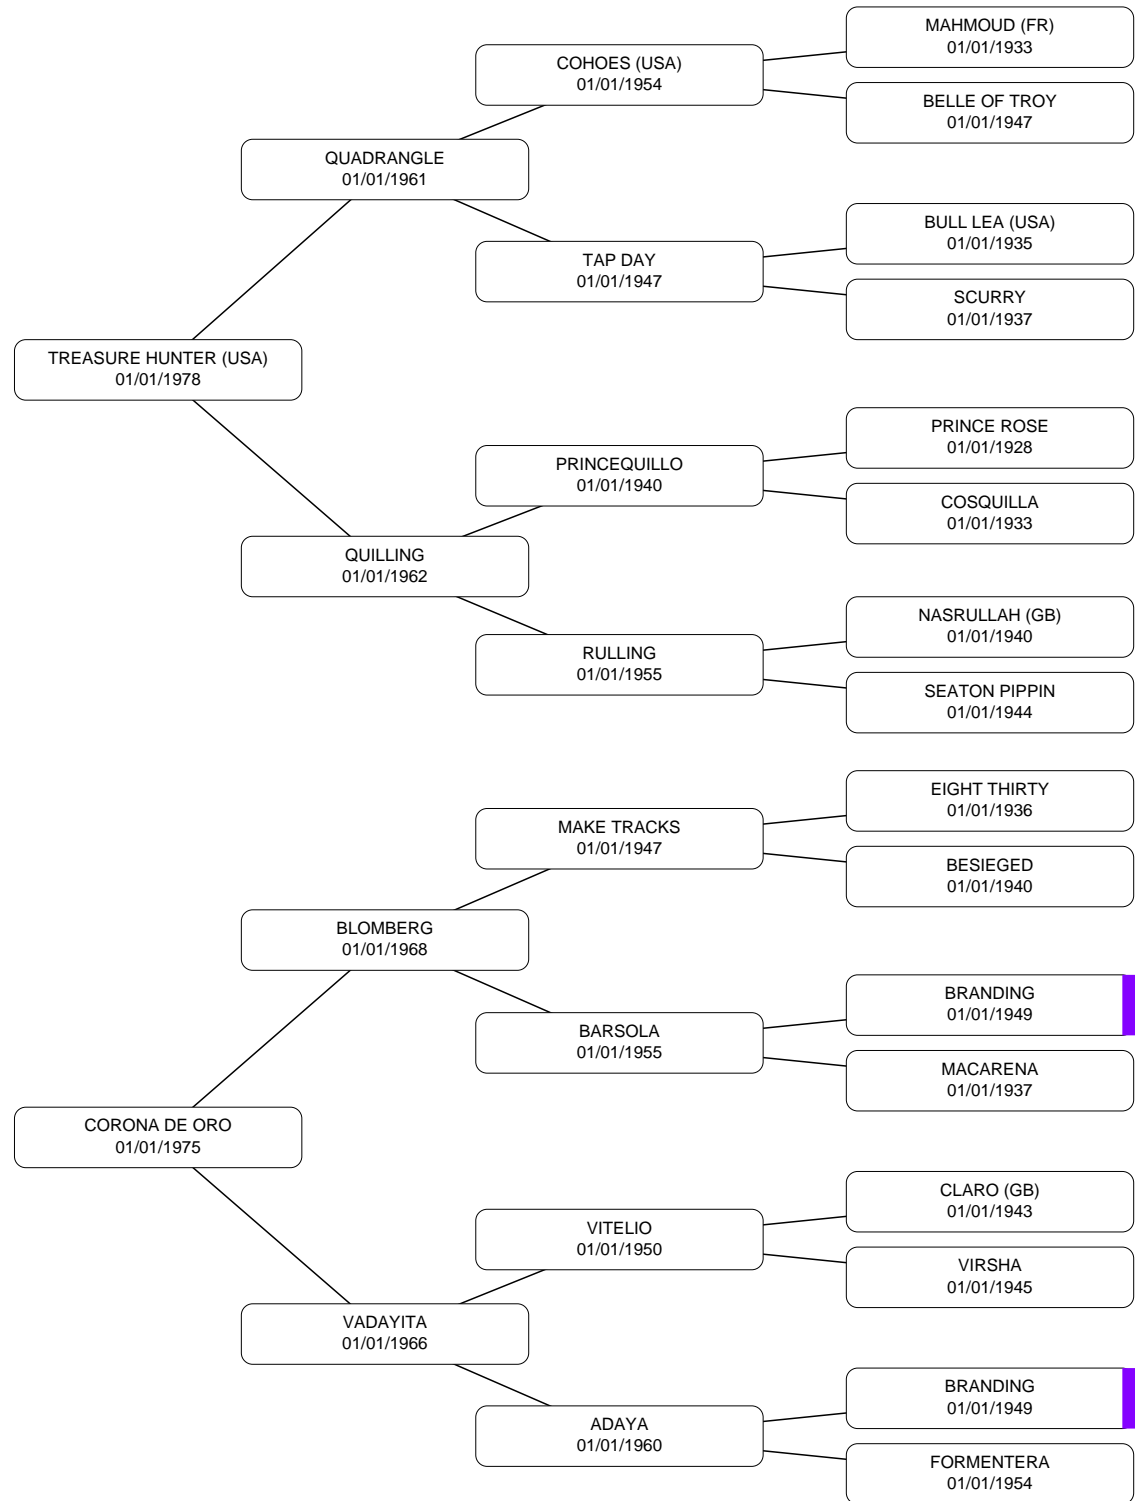 MAHMOUD (FR)
01/01/1933
COHOES (USA)
01/01/1954
BELLE OF TROY
01/01/1947
QUADRANGLE
01/01/1961
BULL LEA (USA)
01/01/1935
TAP DAY
01/01/1947
SCURRY
01/01/1937
TREASURE HUNTER (USA)
01/01/1978
PRINCE ROSE
01/01/1928
PRINCEQUILLO
01/01/1940
COSQUILLA
01/01/1933
QUILLING
01/01/1962
NASRULLAH (GB)
01/01/1940
RULLING
01/01/1955
SEATON PIPPIN
01/01/1944
EIGHT THIRTY
01/01/1936
MAKE TRACKS
01/01/1947
BESIEGED
01/01/1940
BLOMBERG
01/01/1968
BRANDING
01/01/1949
BARSOLA
01/01/1955
MACARENA
01/01/1937
CORONA DE ORO
01/01/1975
CLARO (GB)
01/01/1943
VITELIO
01/01/1950
VIRSHA
01/01/1945
VADAYITA
01/01/1966
BRANDING
01/01/1949
ADAYA
01/01/1960
FORMENTERA
01/01/1954